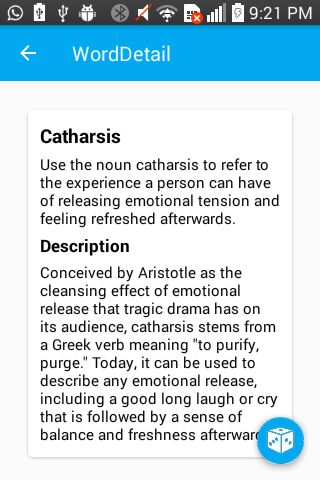 9:21 PM
WordDetail
Catharsis
Use the noun catharsis to refer to
the experience a person can have
of releasing emotional tension and
feeling refreshed afterwards.
Description
Conceived by Aristotle as the
cleansing effect of emotional
release that tragic drama has on
its audience, catharsis stems from
a Greek verb meaning "to purify,
purge." Today, it can be used to
describe any emotional release,
including a good long laugh or cry
that is followed by a sense of
balance and freshness